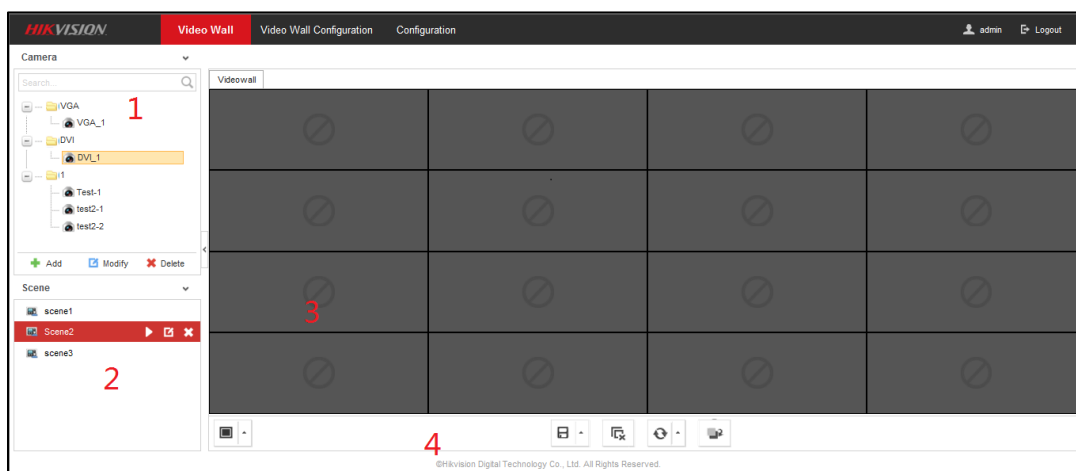 HIKVISION Video Wall Video Wall Configuration Configuration admin Logout
Camera
Search...
Videowall
VGA
1
VGA_1
DVI
DVI_1
1
Test-1
test2-1
test2-2
Add Modify Delete
Scene
scene1
3
Scene2
scene3
2
4
©Hikvision Digital Technology Co., Ltd. All Rights Reserved.